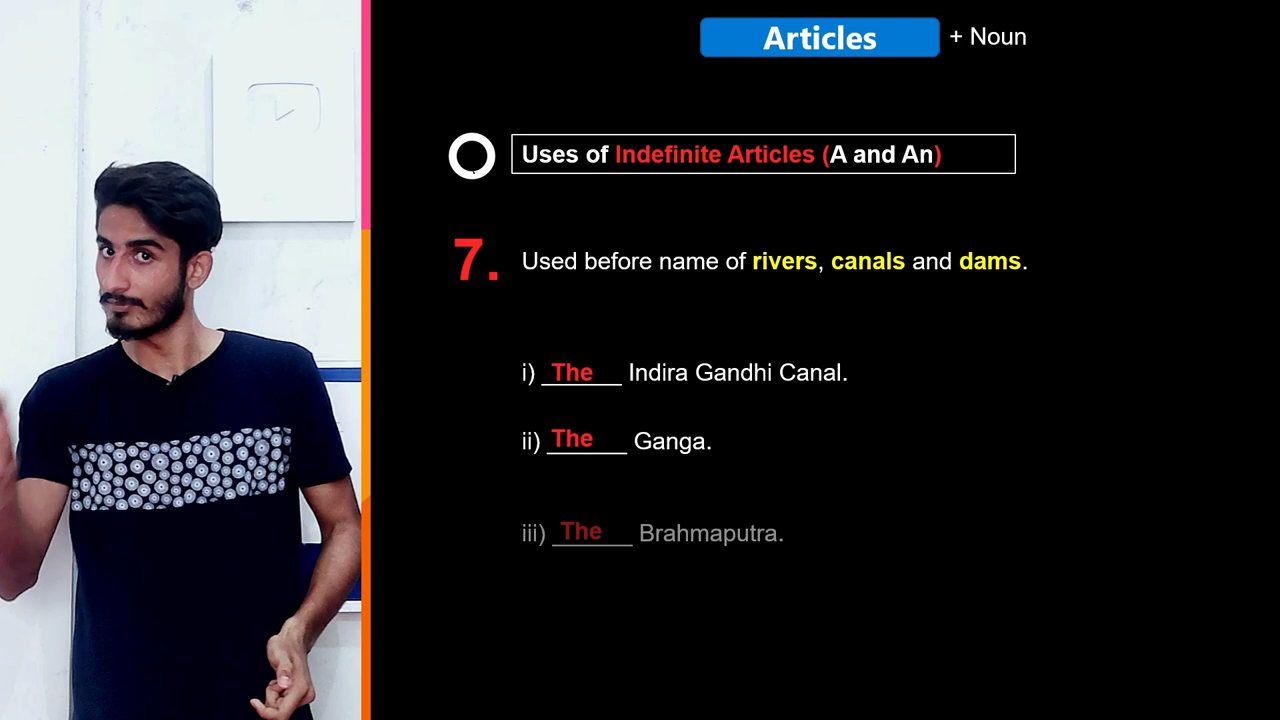 Articles + Noun
Uses of Indefinite Articles (A and An)
7. Used before name of rivers, canals and dams.
i) The Indira Gandhi Canal.
ii) The Ganga.
iii) The Brahmaputra.